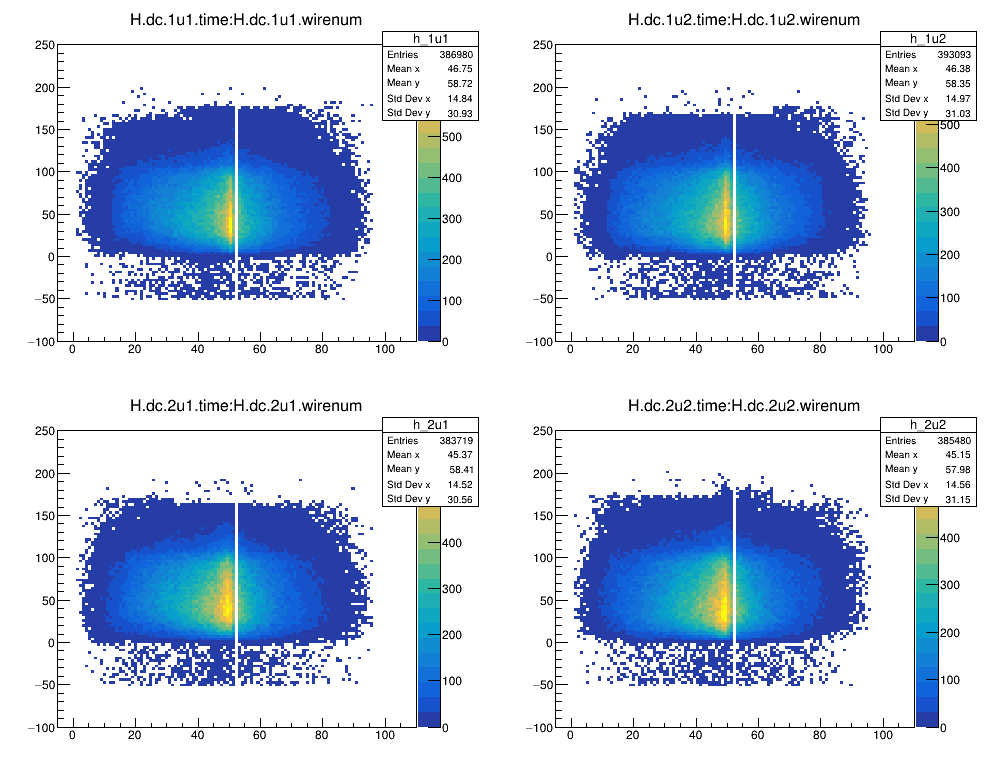 H.dc.1u1.time:H.dc.1u1.wirenum
h_1u1
Entries 386980
Mean x 46.75
Mean y 58.72
Std Dev x 14.84
Std Dev y 30.93
250
200
150
100
50
0
−50
−100
0 20 40 60 80 100
500
400
300
200
100
0
H.dc.1u2.time:H.dc.1u2.wirenum
h_1u2
Entries 393093
Mean x 46.38
Mean y 58.35
Std Dev x 14.97
Std Dev y 31.03
250
200
150
100
50
0
−50
−100
0 20 40 60 80 100
500
400
300
200
100
0
H.dc.2u1.time:H.dc.2u1.wirenum
h_2u1
Entries 383719
Mean x 45.37
Mean y 58.41
Std Dev x 14.52
Std Dev y 30.56
250
200
150
100
50
0
−50
−100
0 20 40 60 80 100
400
300
200
100
0
H.dc.2u2.time:H.dc.2u2.wirenum
h_2u2
Entries 385480
Mean x 45.15
Mean y 57.98
Std Dev x 14.56
Std Dev y 31.15
250
200
150
100
50
0
−50
−100
0 20 40 60 80 100
400
300
200
100
0